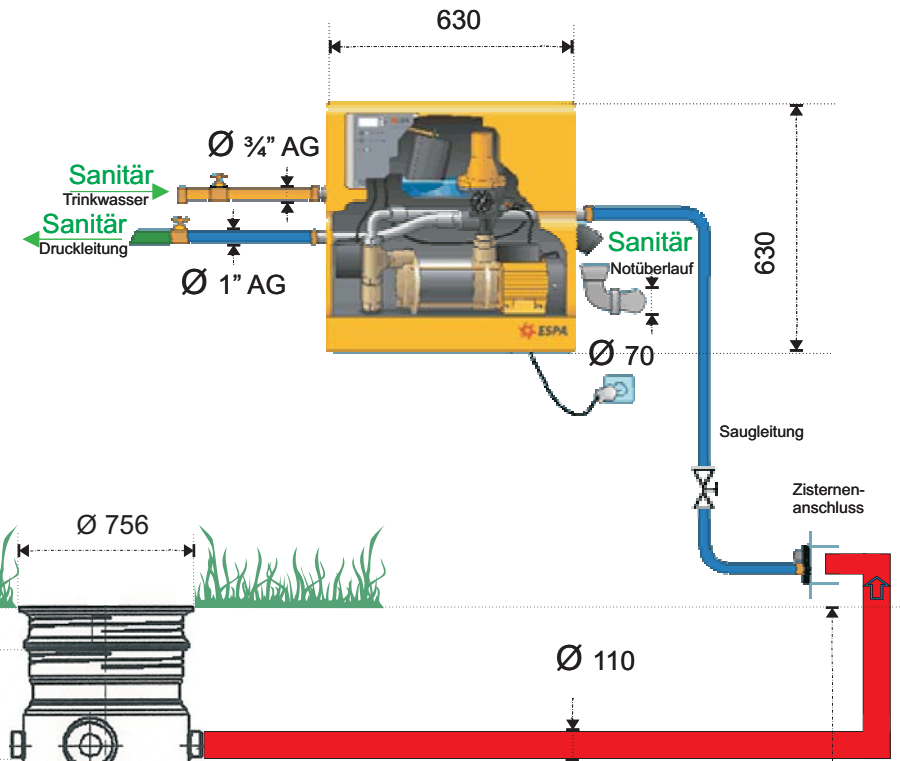 630
Ø ¾” AG
Sanitär
Trinkwasser
Sanitär
Druckleitung
Ø 1” AG
Sanitär
Notüberlauf
630
ESPA
Ø 70
Saugleitung
Zisternen-
anschluss
Ø 756
Ø 110